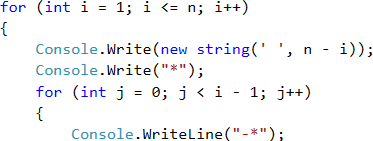 for (int i = 1; i <= n; i++)
{
    Console.Write(new string(' ', n - i));
    Console.Write("*");
    for (int j = 0; j < i - 1; j++)
    {
        Console.WriteLine("-*");